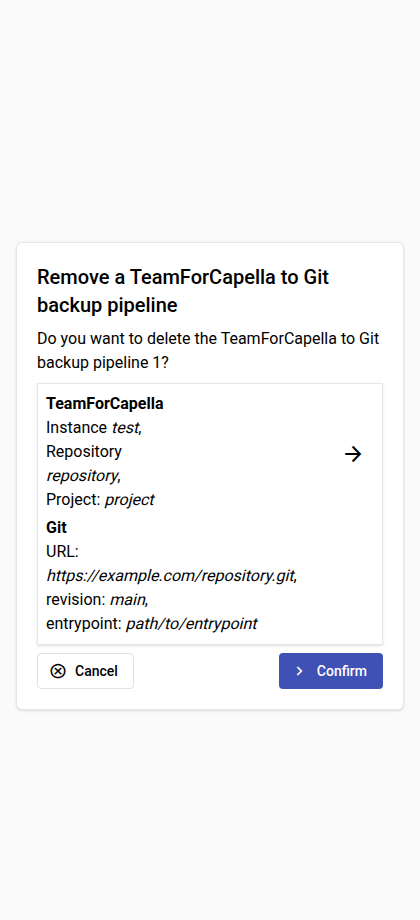 Remove a TeamForCapella to Git
backup pipeline
Do you want to delete the TeamForCapella to Git
backup pipeline 1?
TeamForCapella
Instance test,
Repository
repository,
Project: project
Git
URL:
https://example.com/repository.git,
revision: main,
entrypoint: path/to/entrypoint
Cancel
Confirm